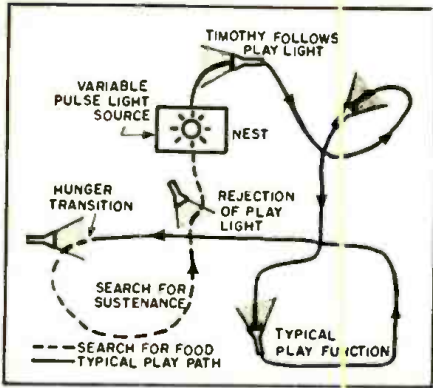 TIMOTHY FOLLOWS
PLAY LIGHT
VARIABLE
PULSE LIGHT
SOURCE
NEST
HUNGER
TRANSITION
REJECTION
OF PLAY
LIGHT
SEARCH FOR
SUSTENANCE
TYPICAL
PLAY FUNCTION
SEARCH FOR FOOD
TYPICAL PLAY PATH